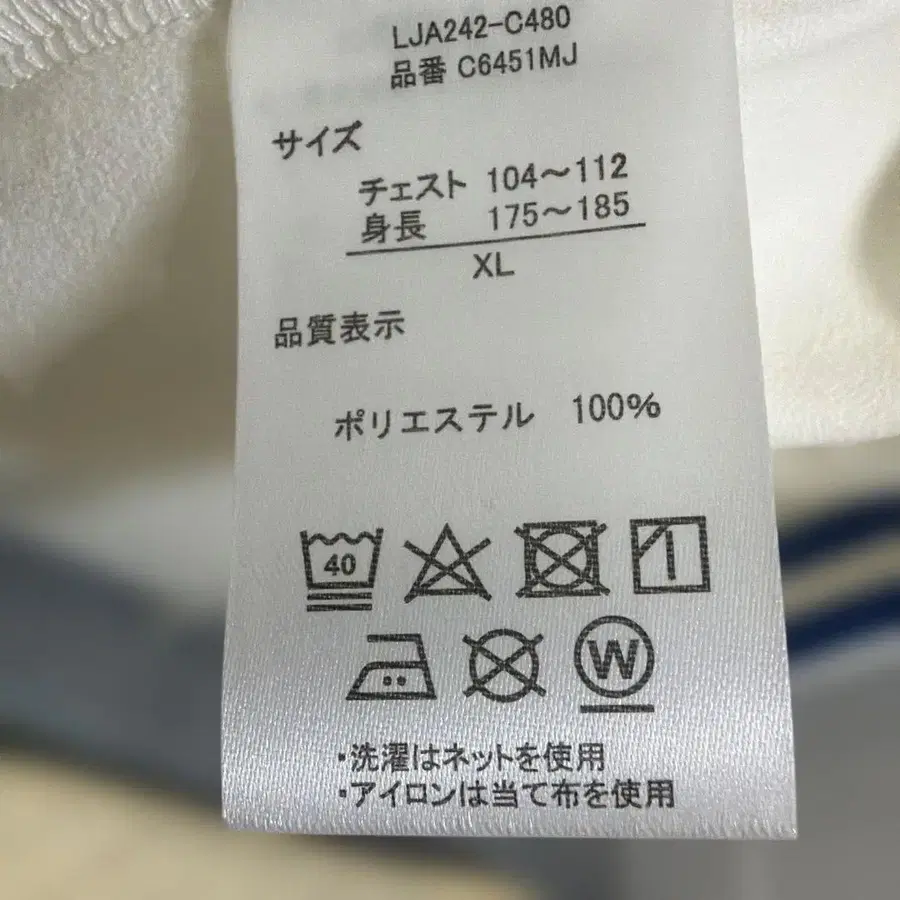 LJA242-C480
品番 C6451MJ
サイズ
チェスト 104～112
身長 175～185
XL
品質表示
ポリエステル 100%
40
W
・洗濯はネットを使用
・アイロンは当て布を使用